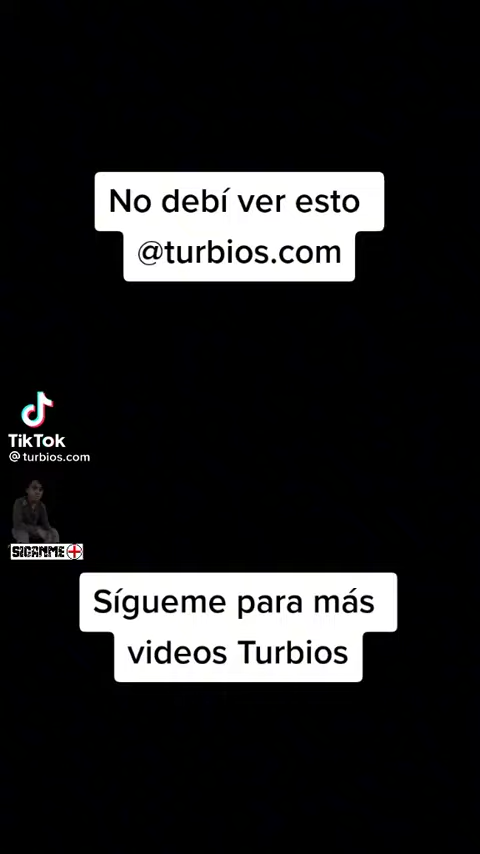 No debí ver esto
@turbios.com
TikTok
@turbios.com
SIGANME
Sígueme para más
videos Turbios